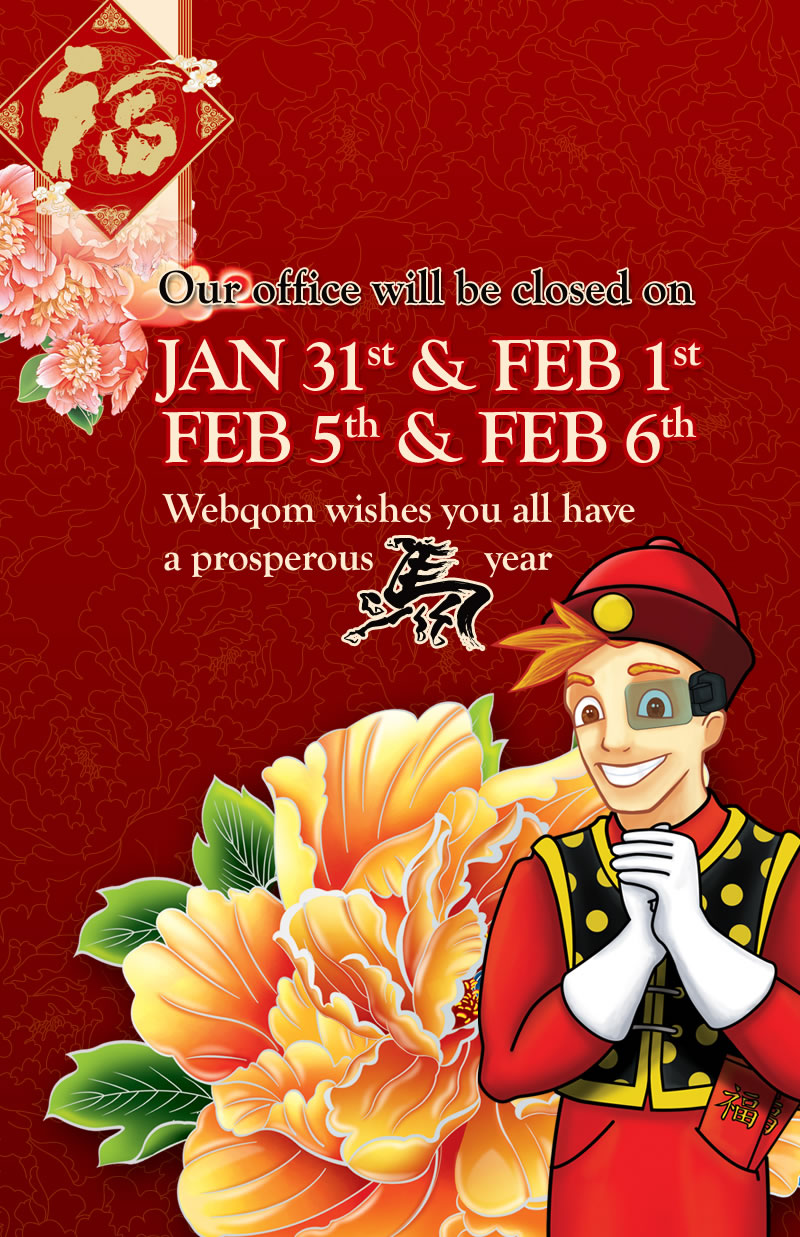 福
Our office will be closed on
JAN 31st & FEB 1st
FEB 5th & FEB 6th
Webqom wishes you all have
a prosperous 馬 year
福
福